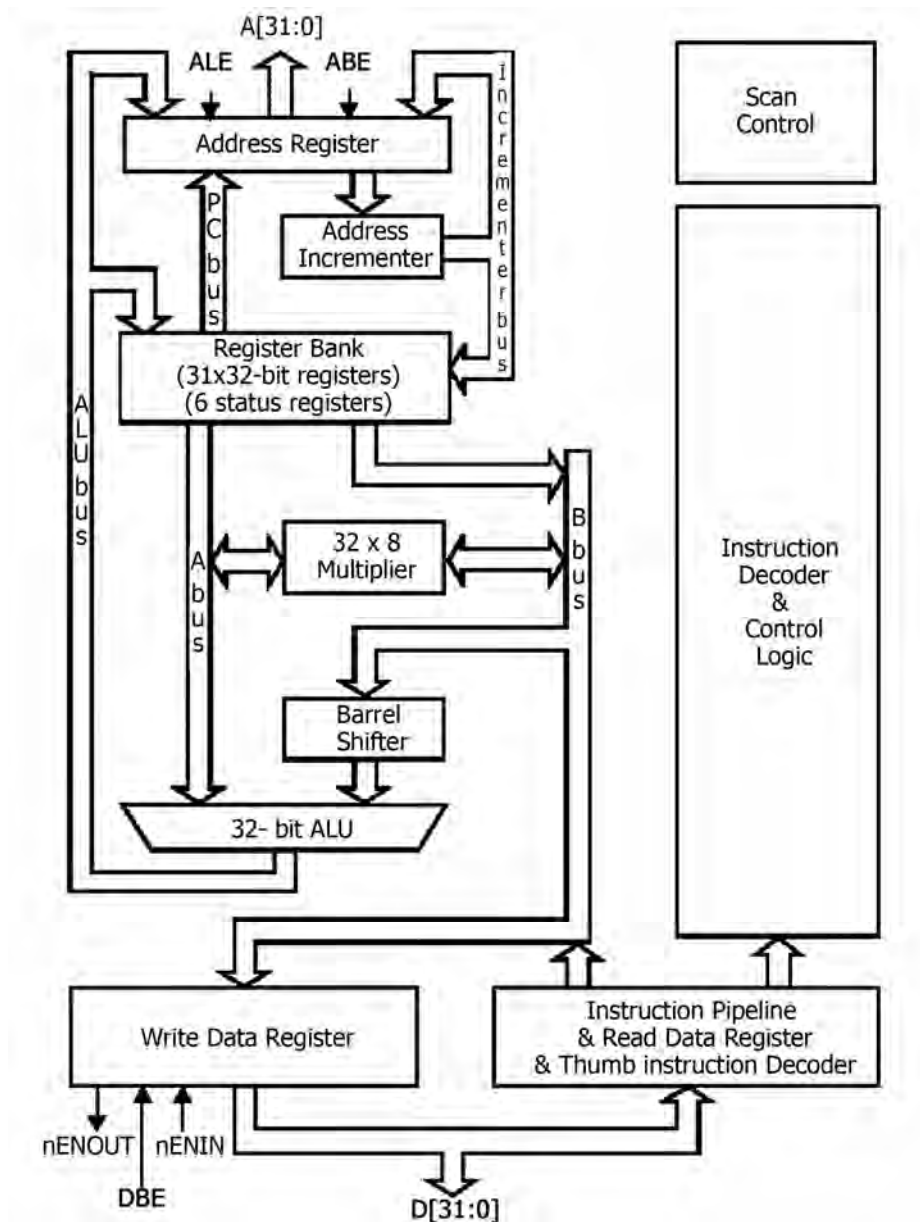 A[31:0]
ALE
ABE
Scan
Control
Address Register
Incrementer bus
PC bus
Address
Incrementer
Register Bank
(31x32-bit registers)
(6 status registers)
ALU bus
A bus
32 x 8
Multiplier
B bus
Instruction
Decoder
&
Control
Logic
Barrel
Shifter
32- bit ALU
Write Data Register
Instruction Pipeline
& Read Data Register
& Thumb instruction Decoder
nENOUT
nENIN
DBE
D[31:0]